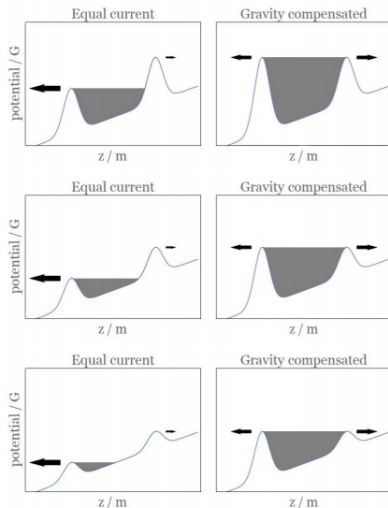 Equal current
Gravity compensated
potential / G
z / m
z / m
Equal current
Gravity compensated
potential / G
z / m
z / m
Equal current
Gravity compensated
potential / G
z / m
z / m